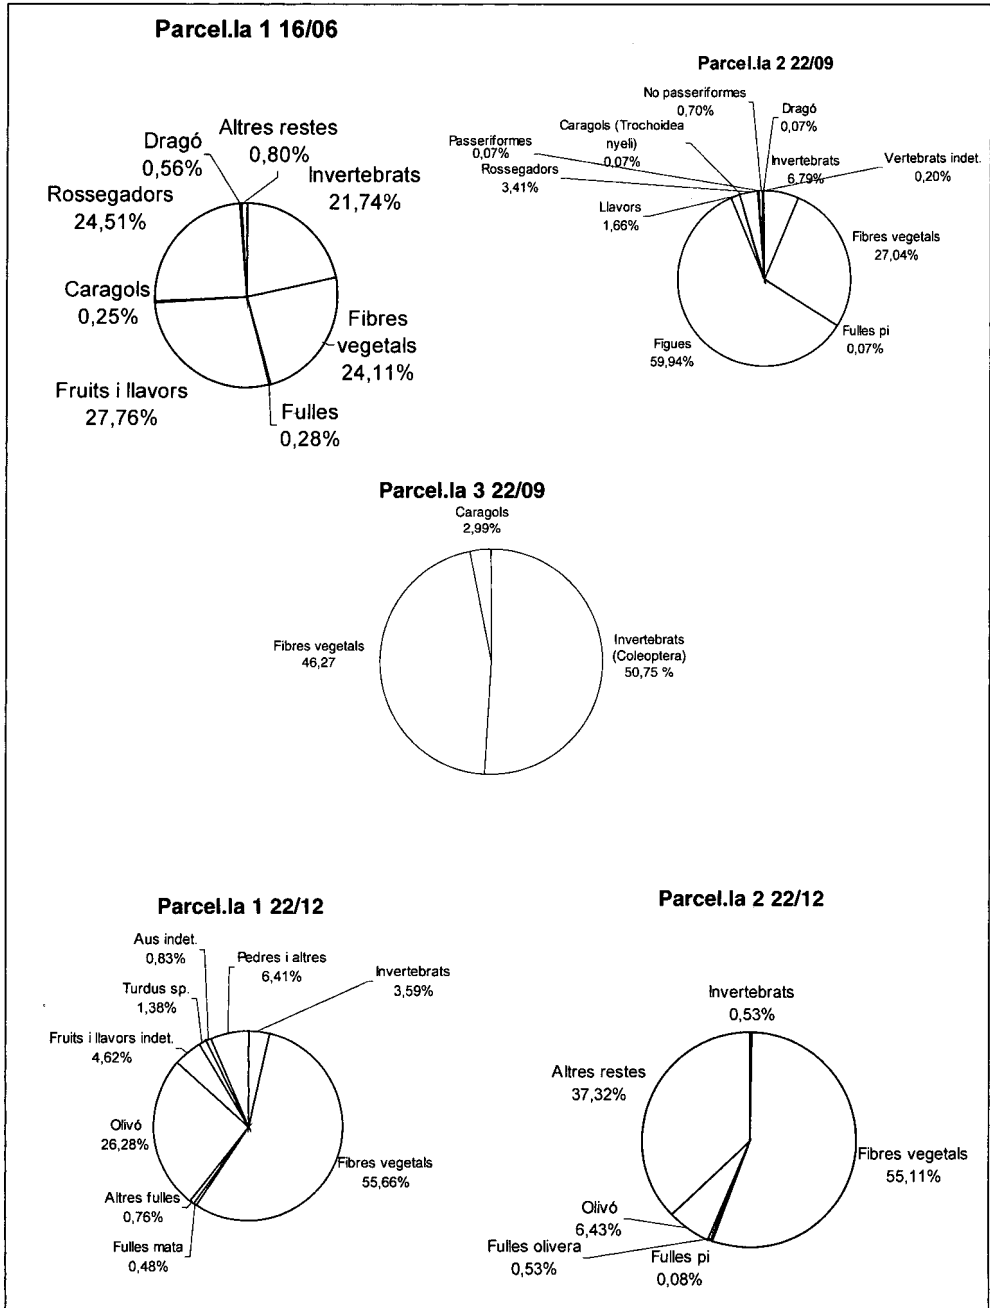 Parcel.la 1 16/06
Dragó
0,56%
Altres restes
0,80%
Invertebrats
21,74%
Rossegadors
24,51%
Caragols
0,25%
Fibres
vegetals
24,11%
Fruits i llavors
27,76%
Fulles
0,28%
Parcel.la 2 22/09
No passeriformes
0,70%
Dragó
0,07%
Caragols (Trochoidea
nyeli)
0,07%
Passeriformes
0,07%
Rossegadors
3,41%
Invertebrats
6,79%
Vertebrats indet.
0,20%
Llavors
1,66%
Fibres vegetals
27,04%
Figues
59,94%
Fulles pi
0,07%
Parcel.la 3 22/09
Caragols
2,99%
Fibres vegetals
46,27
Invertebrats
(Coleoptera)
50,75 %
Parcel.la 1 22/12
Aus indet.
0,83%
Pedres i altres
6,41%
Invertebrats
3,59%
Turdus sp.
1,38%
Fruits i llavors indet.
4,62%
Olivó
26,28%
Fibres vegetals
55,66%
Altres fulles
0,76%
Fulles mata
0,48%
Parcel.la 2 22/12
Invertebrats
0,53%
Altres restes
37,32%
Fibres vegetals
55,11%
Olivó
6,43%
Fulles olivera
0,53%
Fulles pi
0,08%